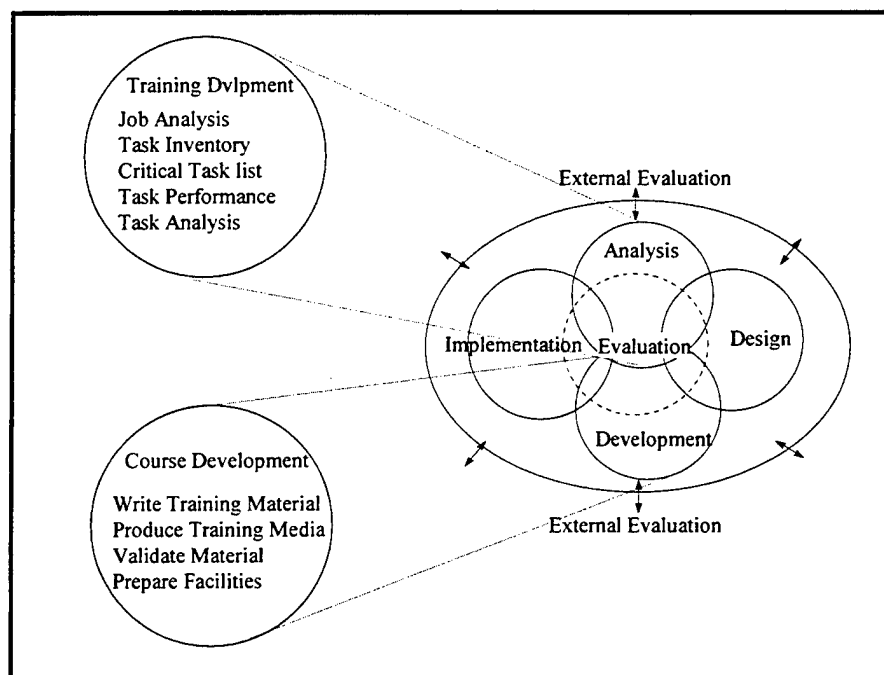 Training Dvlpment
Job Analysis
Task Inventory
Critical Task list
Task Performance
Task Analysis
External Evaluation
Analysis
Implementation
Evaluation
Design
Development
External Evaluation
Course Development
Write Training Material
Produce Training Media
Validate Material
Prepare Facilities